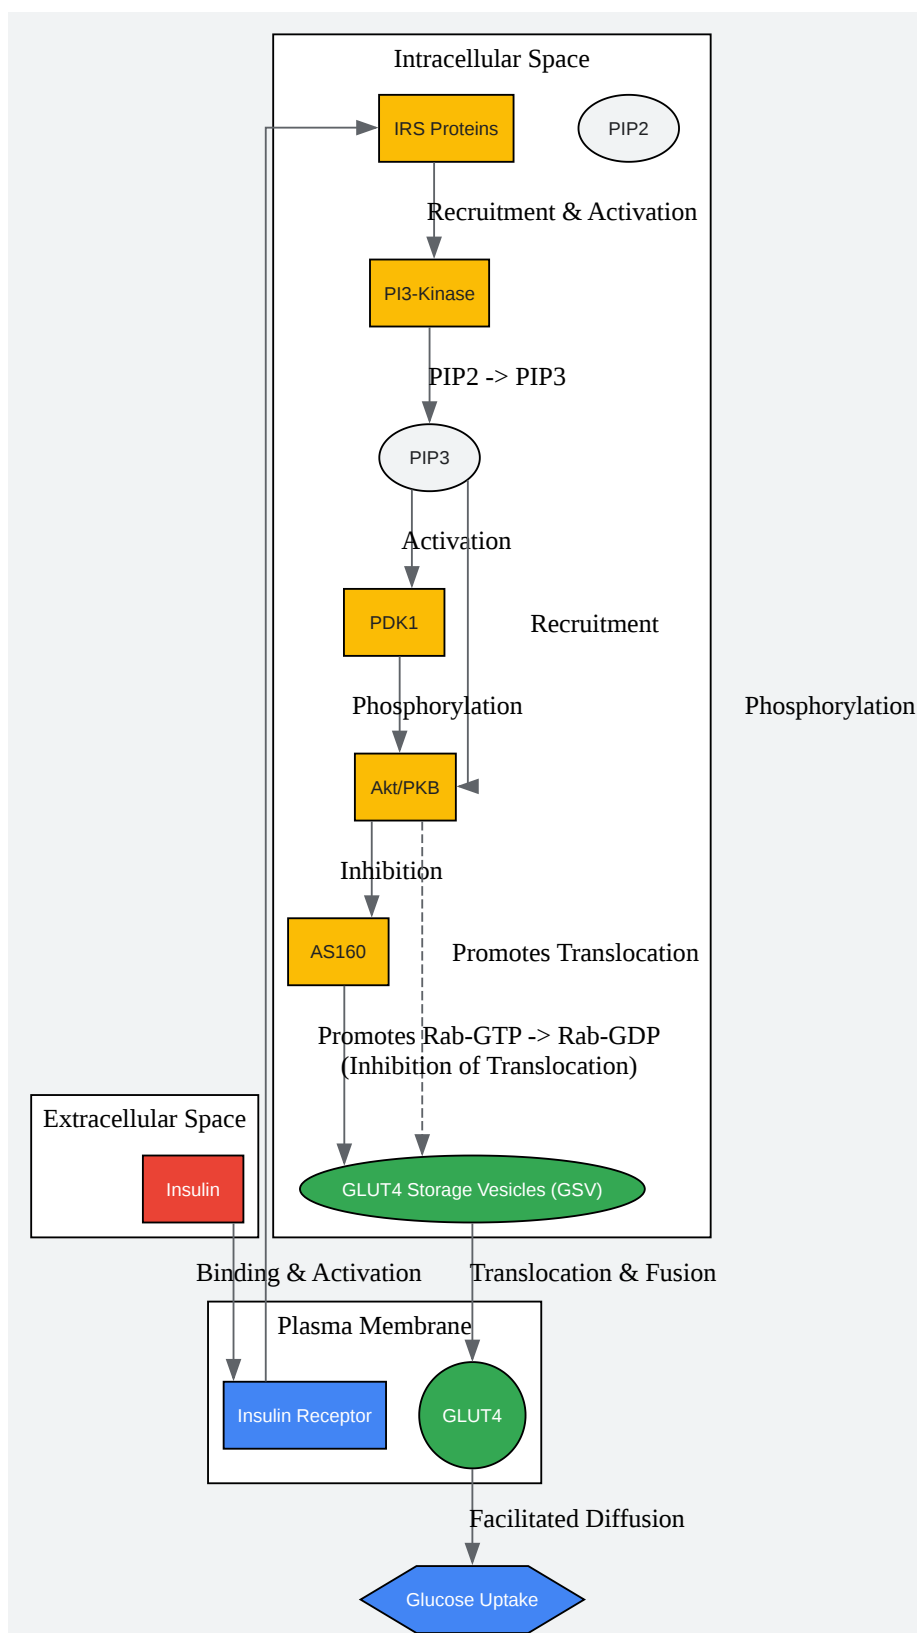 Intracellular Space
IRS Proteins
PIP2
Recruitment & Activation
PI3-Kinase
PIP2 -> PIP3
PIP3
Activation
PDK1
Recruitment
Phosphorylation
Phosphorylation
Akt/PKB
Inhibition
AS160
Promotes Translocation
Promotes Rab-GTP -> Rab-GDP
(Inhibition of Translocation)
Extracellular Space
Insulin
GLUT4 Storage Vesicles (GSV)
Binding & Activation
Translocation & Fusion
Plasma Membrane
Insulin Receptor
GLUT4
Facilitated Diffusion
Glucose Uptake